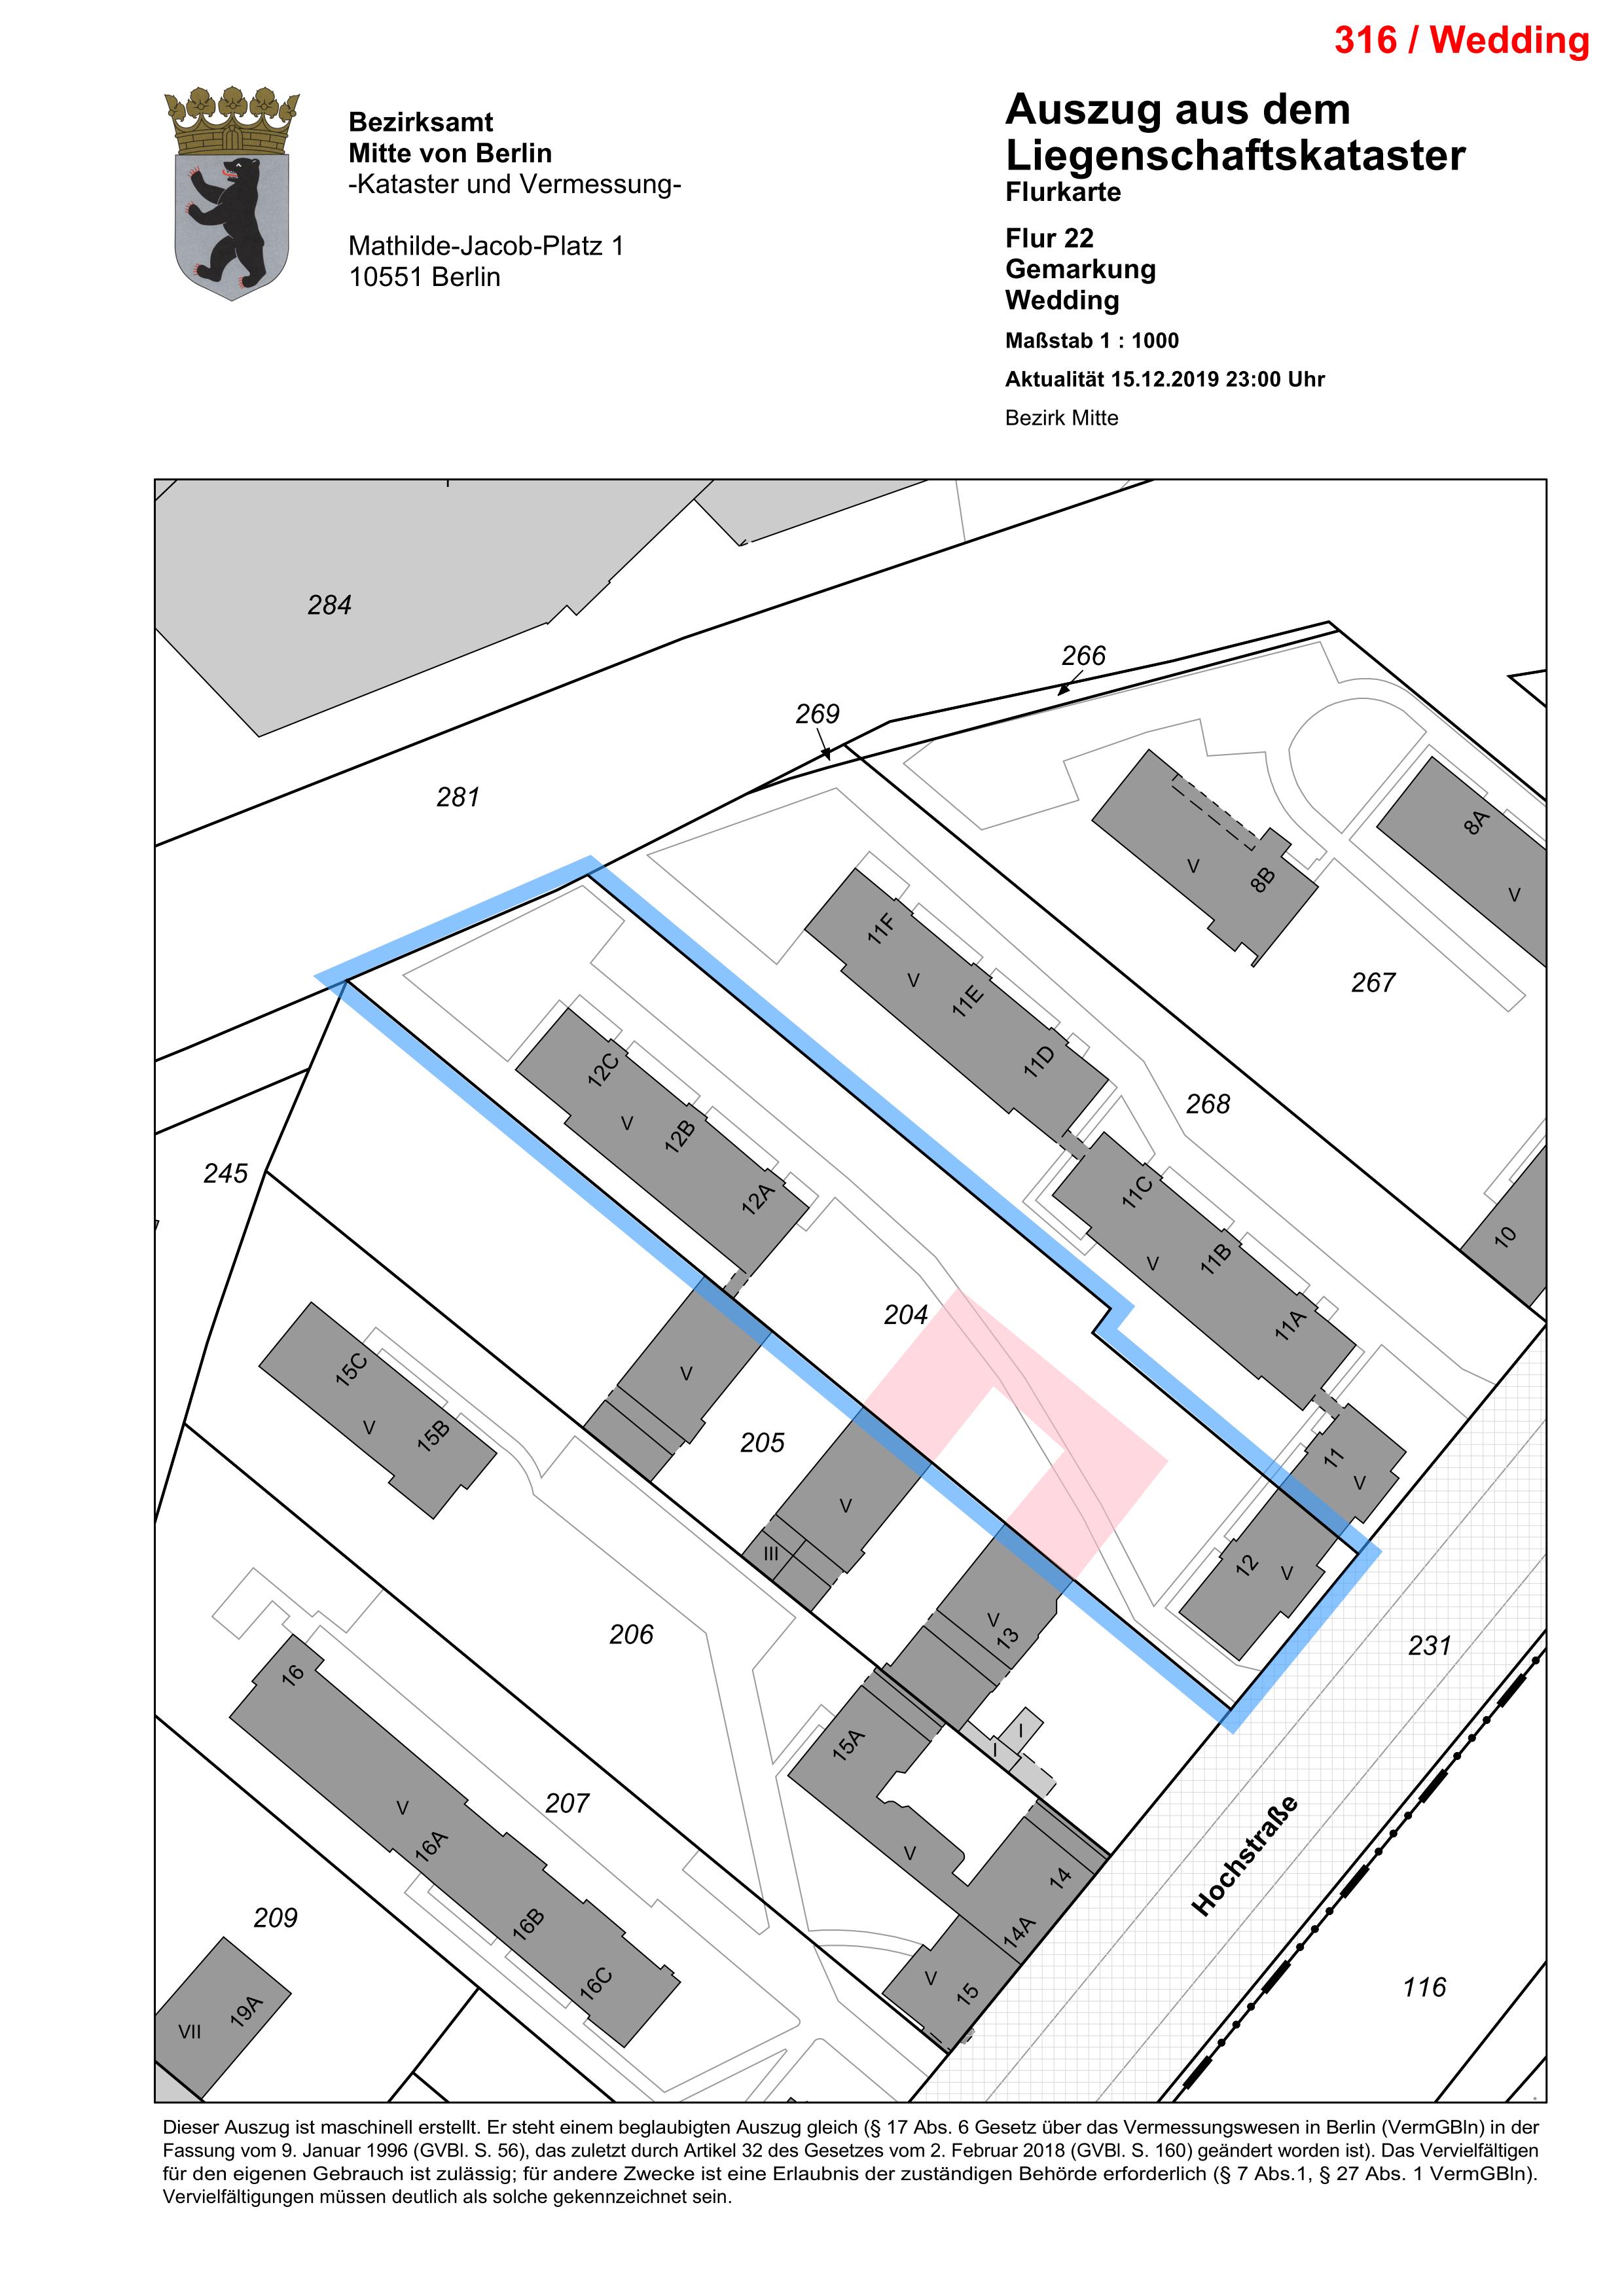 316 / Wedding
Bezirksamt
Mitte von Berlin
-Kataster und Vermessung-
Mathilde-Jacob-Platz 1
10551 Berlin
Auszug aus dem
Liegenschaftskataster
Flurkarte
Flur 22
Gemarkung
Wedding
Maßstab 1 : 1000
Aktualität 15.12.2019 23:00 Uhr
Bezirk Mitte
284
266
269
281
8A
V
8B
V
11F
V
11E
267
11D
12C
V
12B
268
245
12A
11C
V
11B
10
204
11A
15C
V
15B
V
205
11
V
V
III
12
V
V
13
206
231
16
I
I
15A
207
V
16A
V
Hochstraße
14
209
16B
14A
V
15
16C
116
19A
VII
Dieser Auszug ist maschinell erstellt. Er steht einem beglaubigten Auszug gleich (§ 17 Abs. 6 Gesetz über das Vermessungswesen in Berlin (VermGBln) in der
Fassung vom 9. Januar 1996 (GVBl. S. 56), das zuletzt durch Artikel 32 des Gesetzes vom 2. Februar 2018 (GVBl. S. 160) geändert worden ist). Das Vervielfältigen
für den eigenen Gebrauch ist zulässig; für andere Zwecke ist eine Erlaubnis der zuständigen Behörde erforderlich (§ 7 Abs.1, § 27 Abs. 1 VermGBln).
Vervielfältigungen müssen deutlich als solche gekennzeichnet sein.